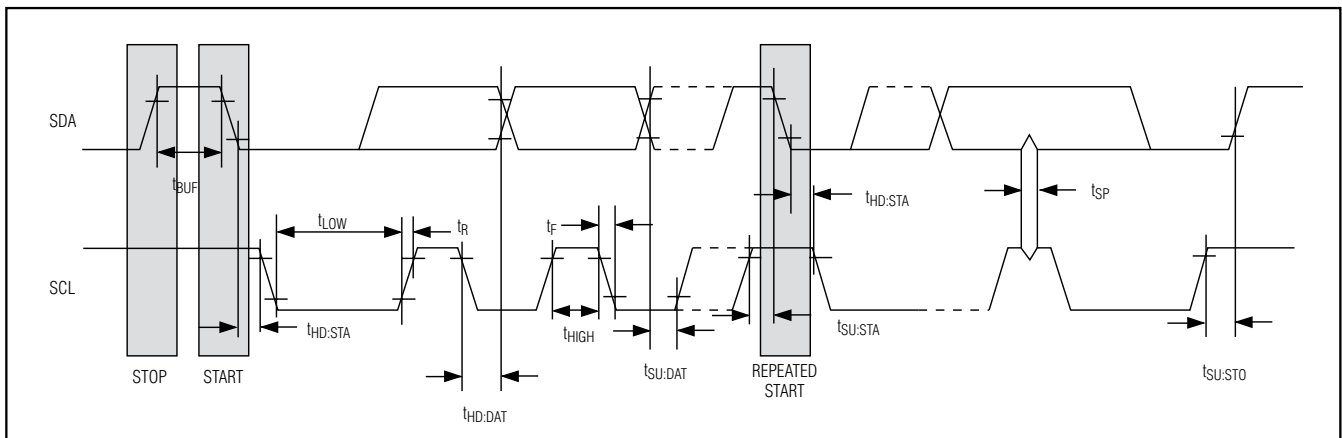 SDA
tBUF
tHD:STA
tSP
tLOW
tR
tF
SCL
tHD:STA
tHIGH
tSU:STA
STOP
START
tSU:DAT
REPEATED
START
tSU:STO
tHD:DAT